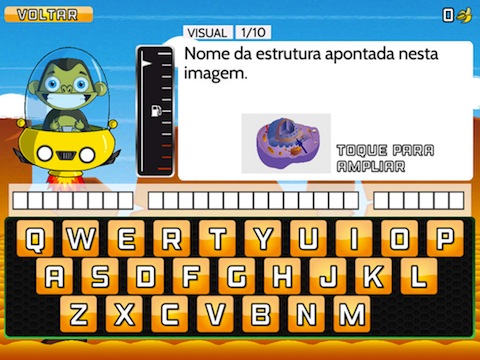 VOLTAR
0
VISUAL 1/10
Nome da estrutura apontada nesta
imagem.
TOQUE PARA
AMPLIAR
Q W E R T Y U I O P
A S D F G H J K L
Z X C V B N M